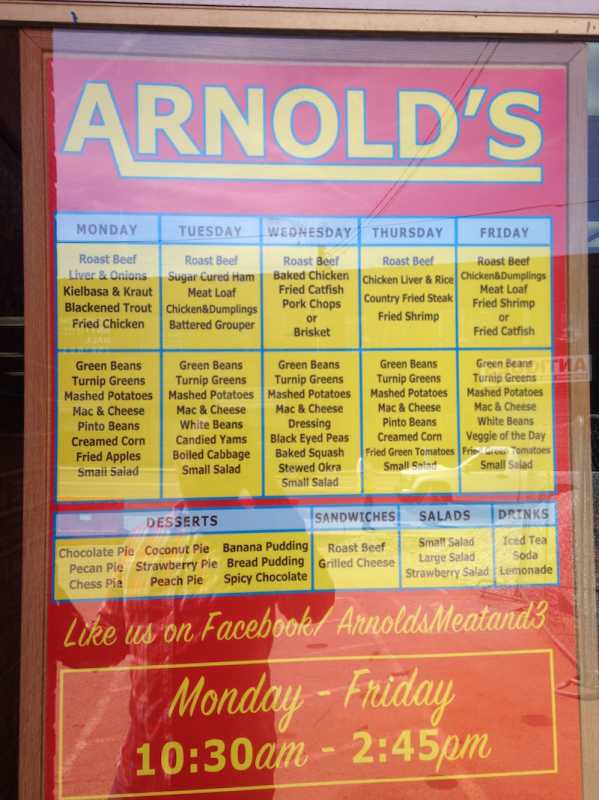 ARNOLD'S
MONDAY
Roast Beef
Liver & Onions
Kielbasa & Kraut
Blackened Trout
Fried Chicken
Green Beans
Turnip Greens
Mashed Potatoes
Mac & Cheese
Pinto Beans
Creamed Corn
Fried Apples
Small Salad
TUESDAY
Roast Beef
Sugar Cured Ham
Meat Loaf
Chicken&Dumplings
Battered Grouper
Green Beans
Turnip Greens
Mashed Potatoes
Mac & Cheese
White Beans
Candied Yams
Boiled Cabbage
Small Salad
WEDNESDAY
Roast Beef
Baked Chicken
Fried Catfish
Pork Chops
or
Brisket
Green Beans
Turnip Greens
Mashed Potatoes
Mac & Cheese
Dressing
Black Eyed Peas
Baked Squash
Stewed Okra
Small Salad
THURSDAY
Roast Beef
Chicken Liver & Rice
Country Fried Steak
Fried Shrimp
Green Beans
Turnip Greens
Mashed Potatoes
Mac & Cheese
Pinto Beans
Creamed Corn
Fried Green Tomatoes
Small Salad
FRIDAY
Roast Beef
Chicken&Dumplings
Meat Loaf
Fried Shrimp
or
Fried Catfish
Green Beans
Turnip Greens
Mashed Potatoes
Mac & Cheese
White Beans
Veggie of the Day
Fried Green Tomatoes
Small Salad
DESSERTS
Chocolate Pie
Pecan Pie
Chess Pie
Coconut Pie
Strawberry Pie
Peach Pie
Banana Pudding
Bread Pudding
Spicy Chocolate
SANDWICHES
Roast Beef
Grilled Cheese
SALADS
Small Salad
Large Salad
Strawberry Salad
DRINKS
Iced Tea
Soda
Lemonade
Like us on Facebook/ ArnoldsMeatand3
Monday - Friday
10:30am - 2:45pm